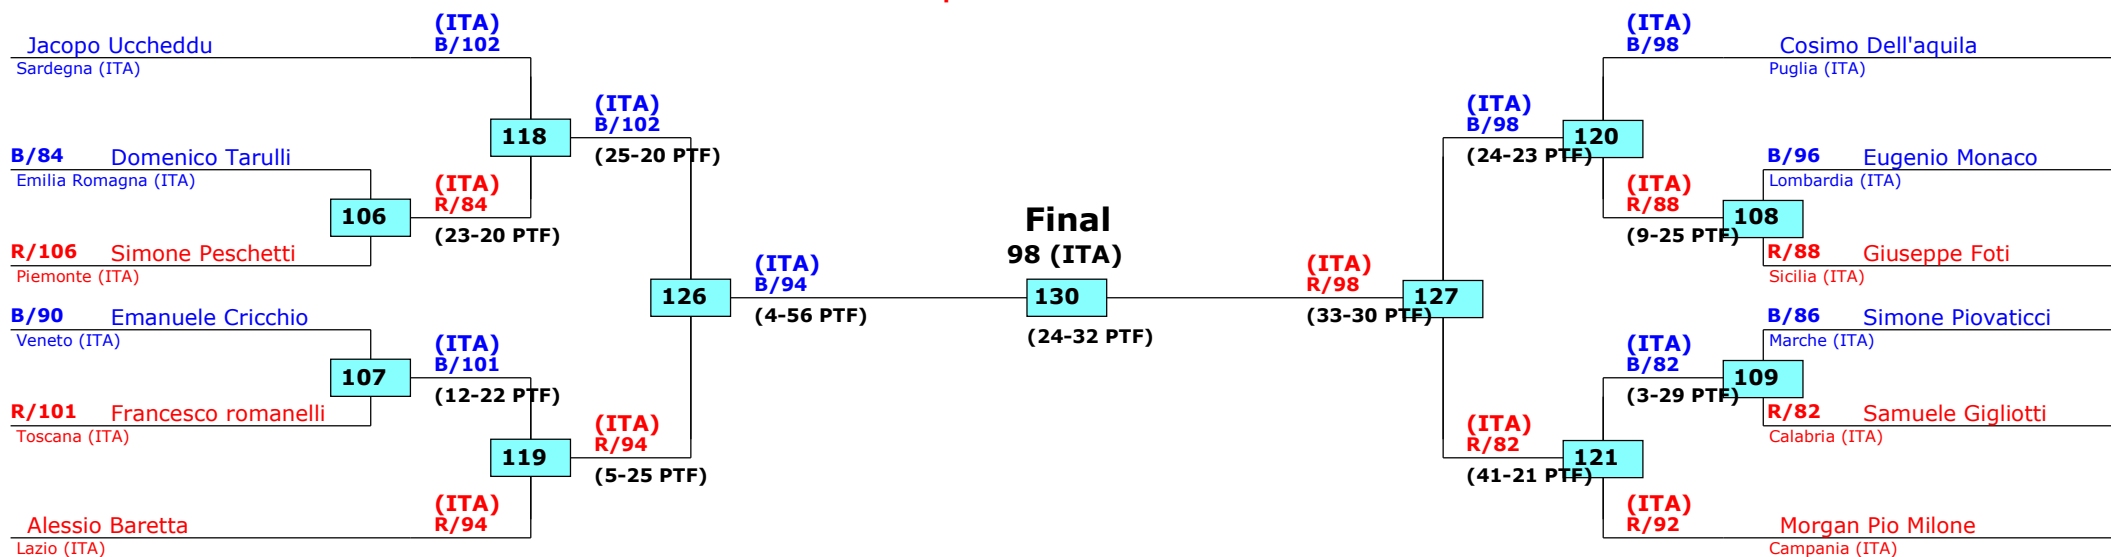 (ITA)
B/102
Jacopo Uccheddu
Sardegna (ITA)
118
(ITA)
B/102
(25-20 PTF)
B/84 Domenico Tarulli
Emilia Romagna (ITA)
106
(ITA)
R/84
(23-20 PTF)
R/106 Simone Peschetti
Piemonte (ITA)
126
(ITA)
B/94
(4-56 PTF)
B/90 Emanuele Cricchio
Veneto (ITA)
107
(ITA)
B/101
(12-22 PTF)
R/101 Francesco romanelli
Toscana (ITA)
119
(ITA)
R/94
(5-25 PTF)
(ITA)
R/94
Alessio Baretta
Lazio (ITA)
Final
98 (ITA)
130
(24-32 PTF)
(ITA)
B/98
Cosimo Dell'aquila
Puglia (ITA)
(ITA)
B/98
120
(24-23 PTF)
B/96 Eugenio Monaco
Lombardia (ITA)
(ITA)
R/88
108
(9-25 PTF)
R/88 Giuseppe Foti
Sicilia (ITA)
(ITA)
R/98
127
(33-30 PTF)
B/86 Simone Piovaticci
Marche (ITA)
(ITA)
B/82
109
(3-29 PTF)
R/82 Samuele Gigliotti
Calabria (ITA)
(ITA)
R/82
121
(41-21 PTF)
(ITA)
R/92
Morgan Pio Milone
Campania (ITA)